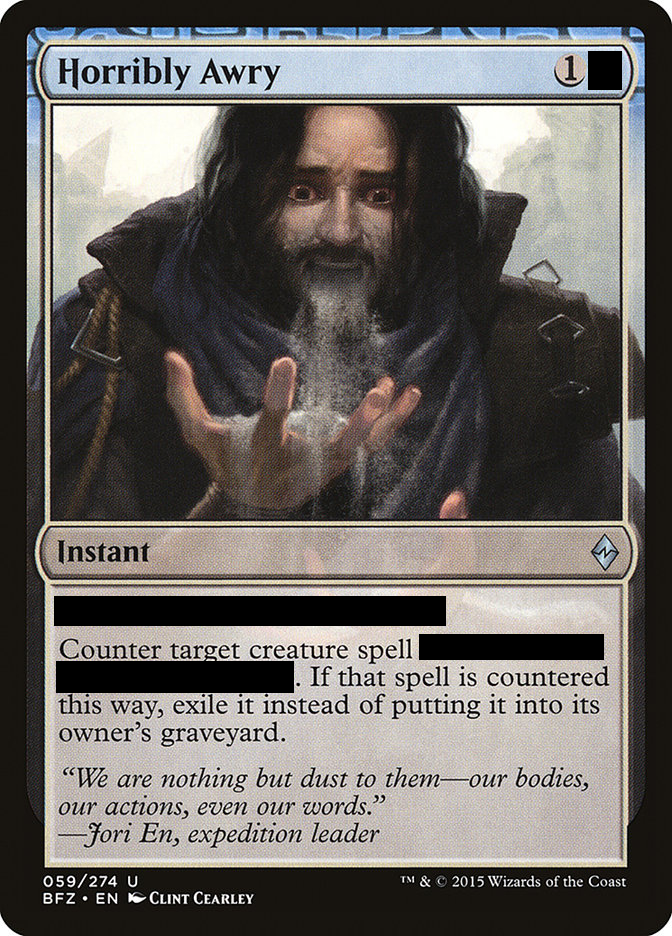 Horribly Awry 1
Instant
Counter target creature spell
. If that spell is countered
this way, exile it instead of putting it into its
owner's graveyard.
“We are nothing but dust to them—our bodies,
our actions, even our words.”
—Jori En, expedition leader
059/274 U
BFZ • EN CLINT CEARLEY
™ & © 2015 Wizards of the Coast